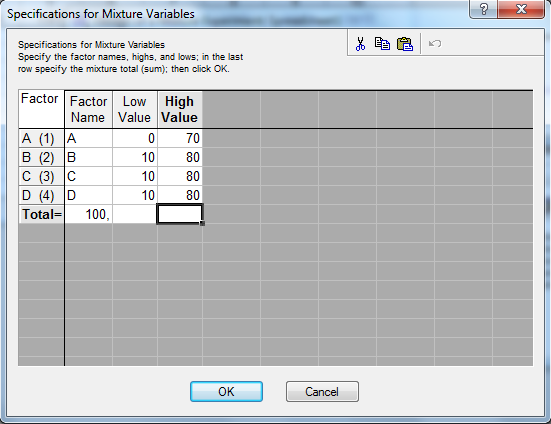 Specifications for Mixture Variables
Specifications for Mixture Variables
Specify the factor names, highs, and lows; in the last
row specify the mixture total (sum); then click OK.
Factor Factor Name Low Value High Value
A (1) A 0 70
B (2) B 10 80
C (3) C 10 80
D (4) D 10 80
Total= 100,
OK Cancel